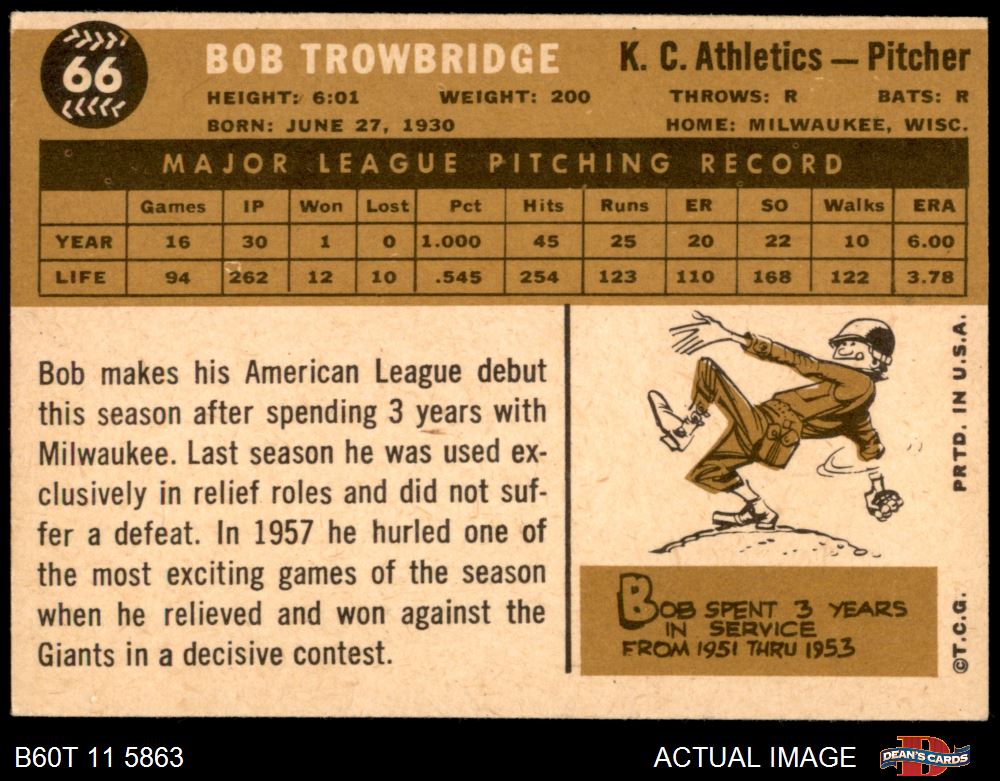 66
BOB TROWBRIDGE
K. C. Athletics — Pitcher
HEIGHT: 6:01 WEIGHT: 200 THROWS: R BATS: R
BORN: JUNE 27, 1930 HOME: MILWAUKEE, WISC.
MAJOR LEAGUE PITCHING RECORD
Games IP Won Lost Pct Hits Runs ER SO Walks ERA
YEAR 16 30 1 0 1.000 45 25 20 22 10 6.00
LIFE 94 262 12 10 .545 254 123 110 168 122 3.78
Bob makes his American League debut
this season after spending 3 years with
Milwaukee. Last season he was used ex-
clusively in relief roles and did not suf-
fer a defeat. In 1957 he hurled one of
the most exciting games of the season
when he relieved and won against the
Giants in a decisive contest.
BOB SPENT 3 YEARS
IN SERVICE
FROM 1951 THRU 1953
PRTD. IN U.S.A.
©T.C.G.
B60T 11 5863
ACTUAL IMAGE
DEAN'S CARDS